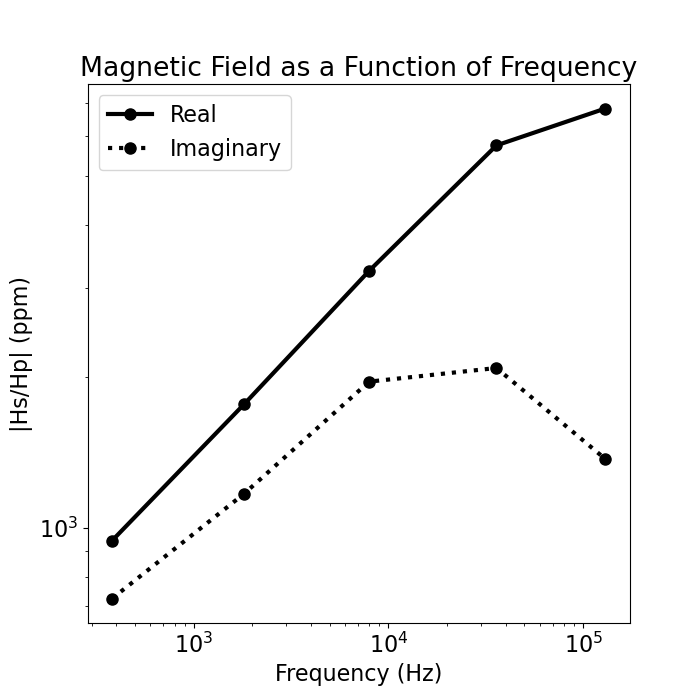 Magnetic Field as a Function of Frequency
Real
Imaginary
|Hs/Hp| (ppm)
10³
10³
10⁴
10⁵
Frequency (Hz)